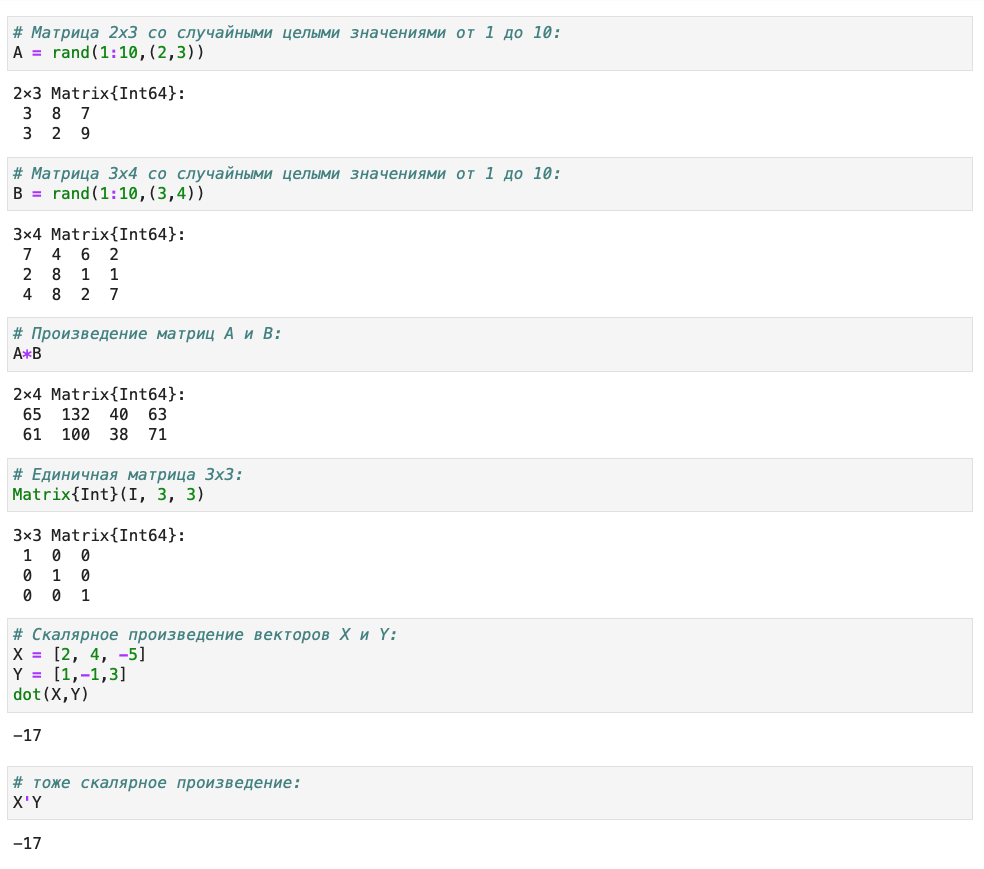 # Матрица 2x3 со случайными целыми значениями от 1 до 10:
A = rand(1:10,(2,3))
2×3 Matrix{Int64}:
3 8 7
3 2 9
# Матрица 3x4 со случайными целыми значениями от 1 до 10:
B = rand(1:10,(3,4))
3×4 Matrix{Int64}:
7 4 6 2
2 8 1 1
4 8 2 7
# Произведение матриц A и B:
A*B
2×4 Matrix{Int64}:
65 132 40 63
61 100 38 71
# Единичная матрица 3x3:
Matrix{Int}(I, 3, 3)
3×3 Matrix{Int64}:
1 0 0
0 1 0
0 0 1
# Скалярное произведение векторов X и Y:
X = [2, 4, -5]
Y = [1,-1,3]
dot(X,Y)
-17
# тоже скалярное произведение:
X'Y
-17